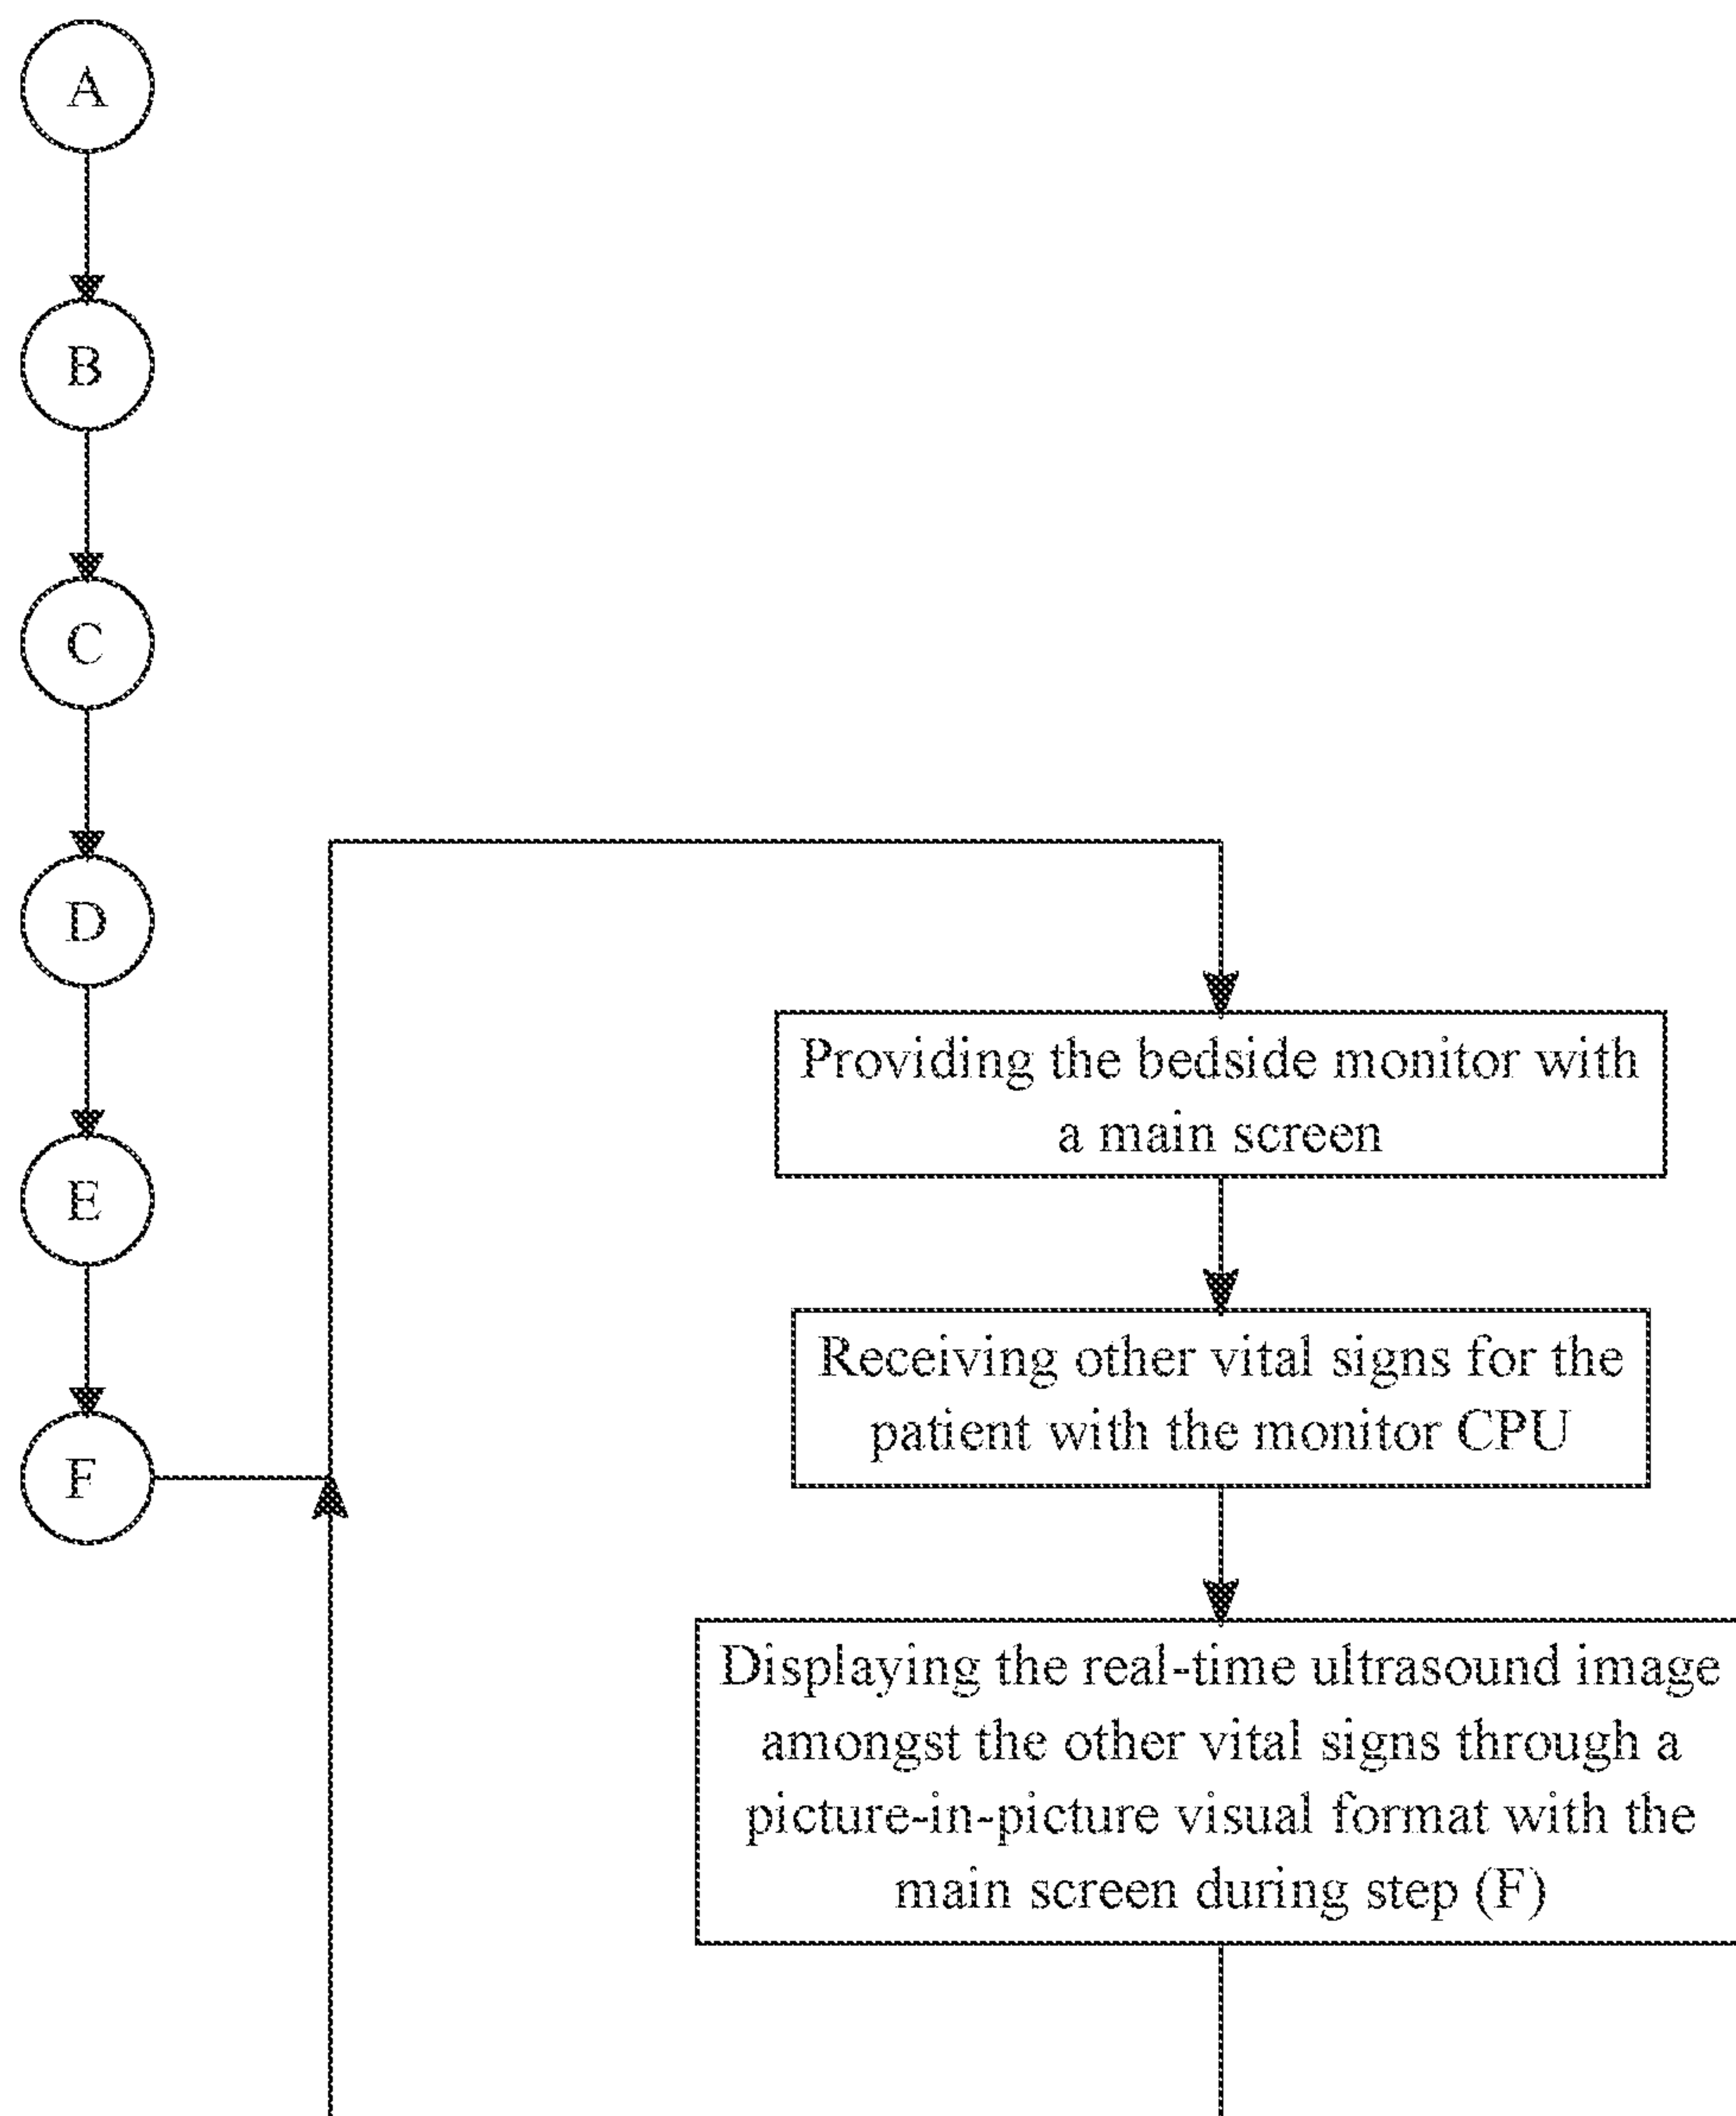 A
B
C
D
E
F
Providing the bedside monitor with
a main screen
Receiving other vital signs for the
patient with the monitor CPU
Displaying the real-time ultrasound image
amongst the other vital signs through a
picture-in-picture visual format with the
main screen during step (F)